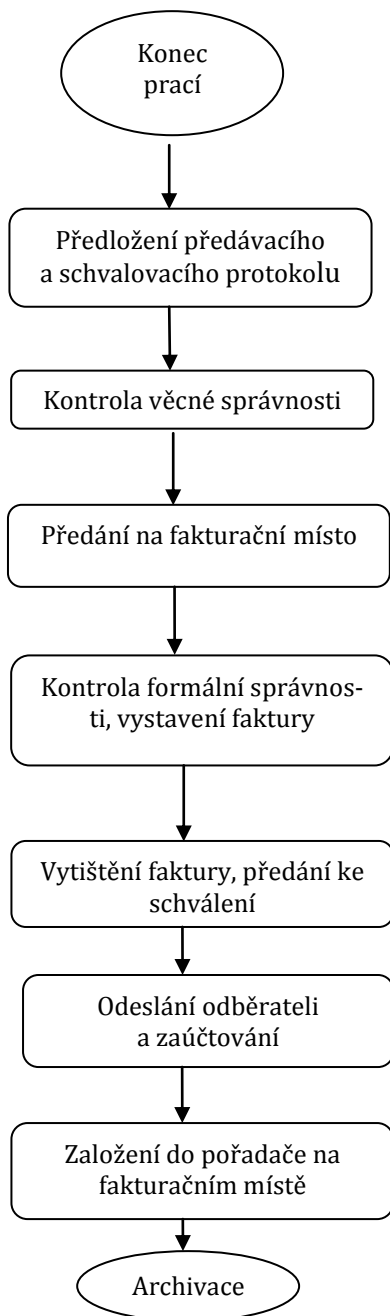 Konec
prací
Předložení předávacího
a schvalovacího protokolu
Kontrola věcné správnosti
Předání na fakturační místo
Kontrola formální správnos-
ti, vystavení faktury
Vytištění faktury, předání ke
schválení
Odeslání odběrateli
a zaúčtování
Založení do pořadače na
fakturačním místě
Archivace